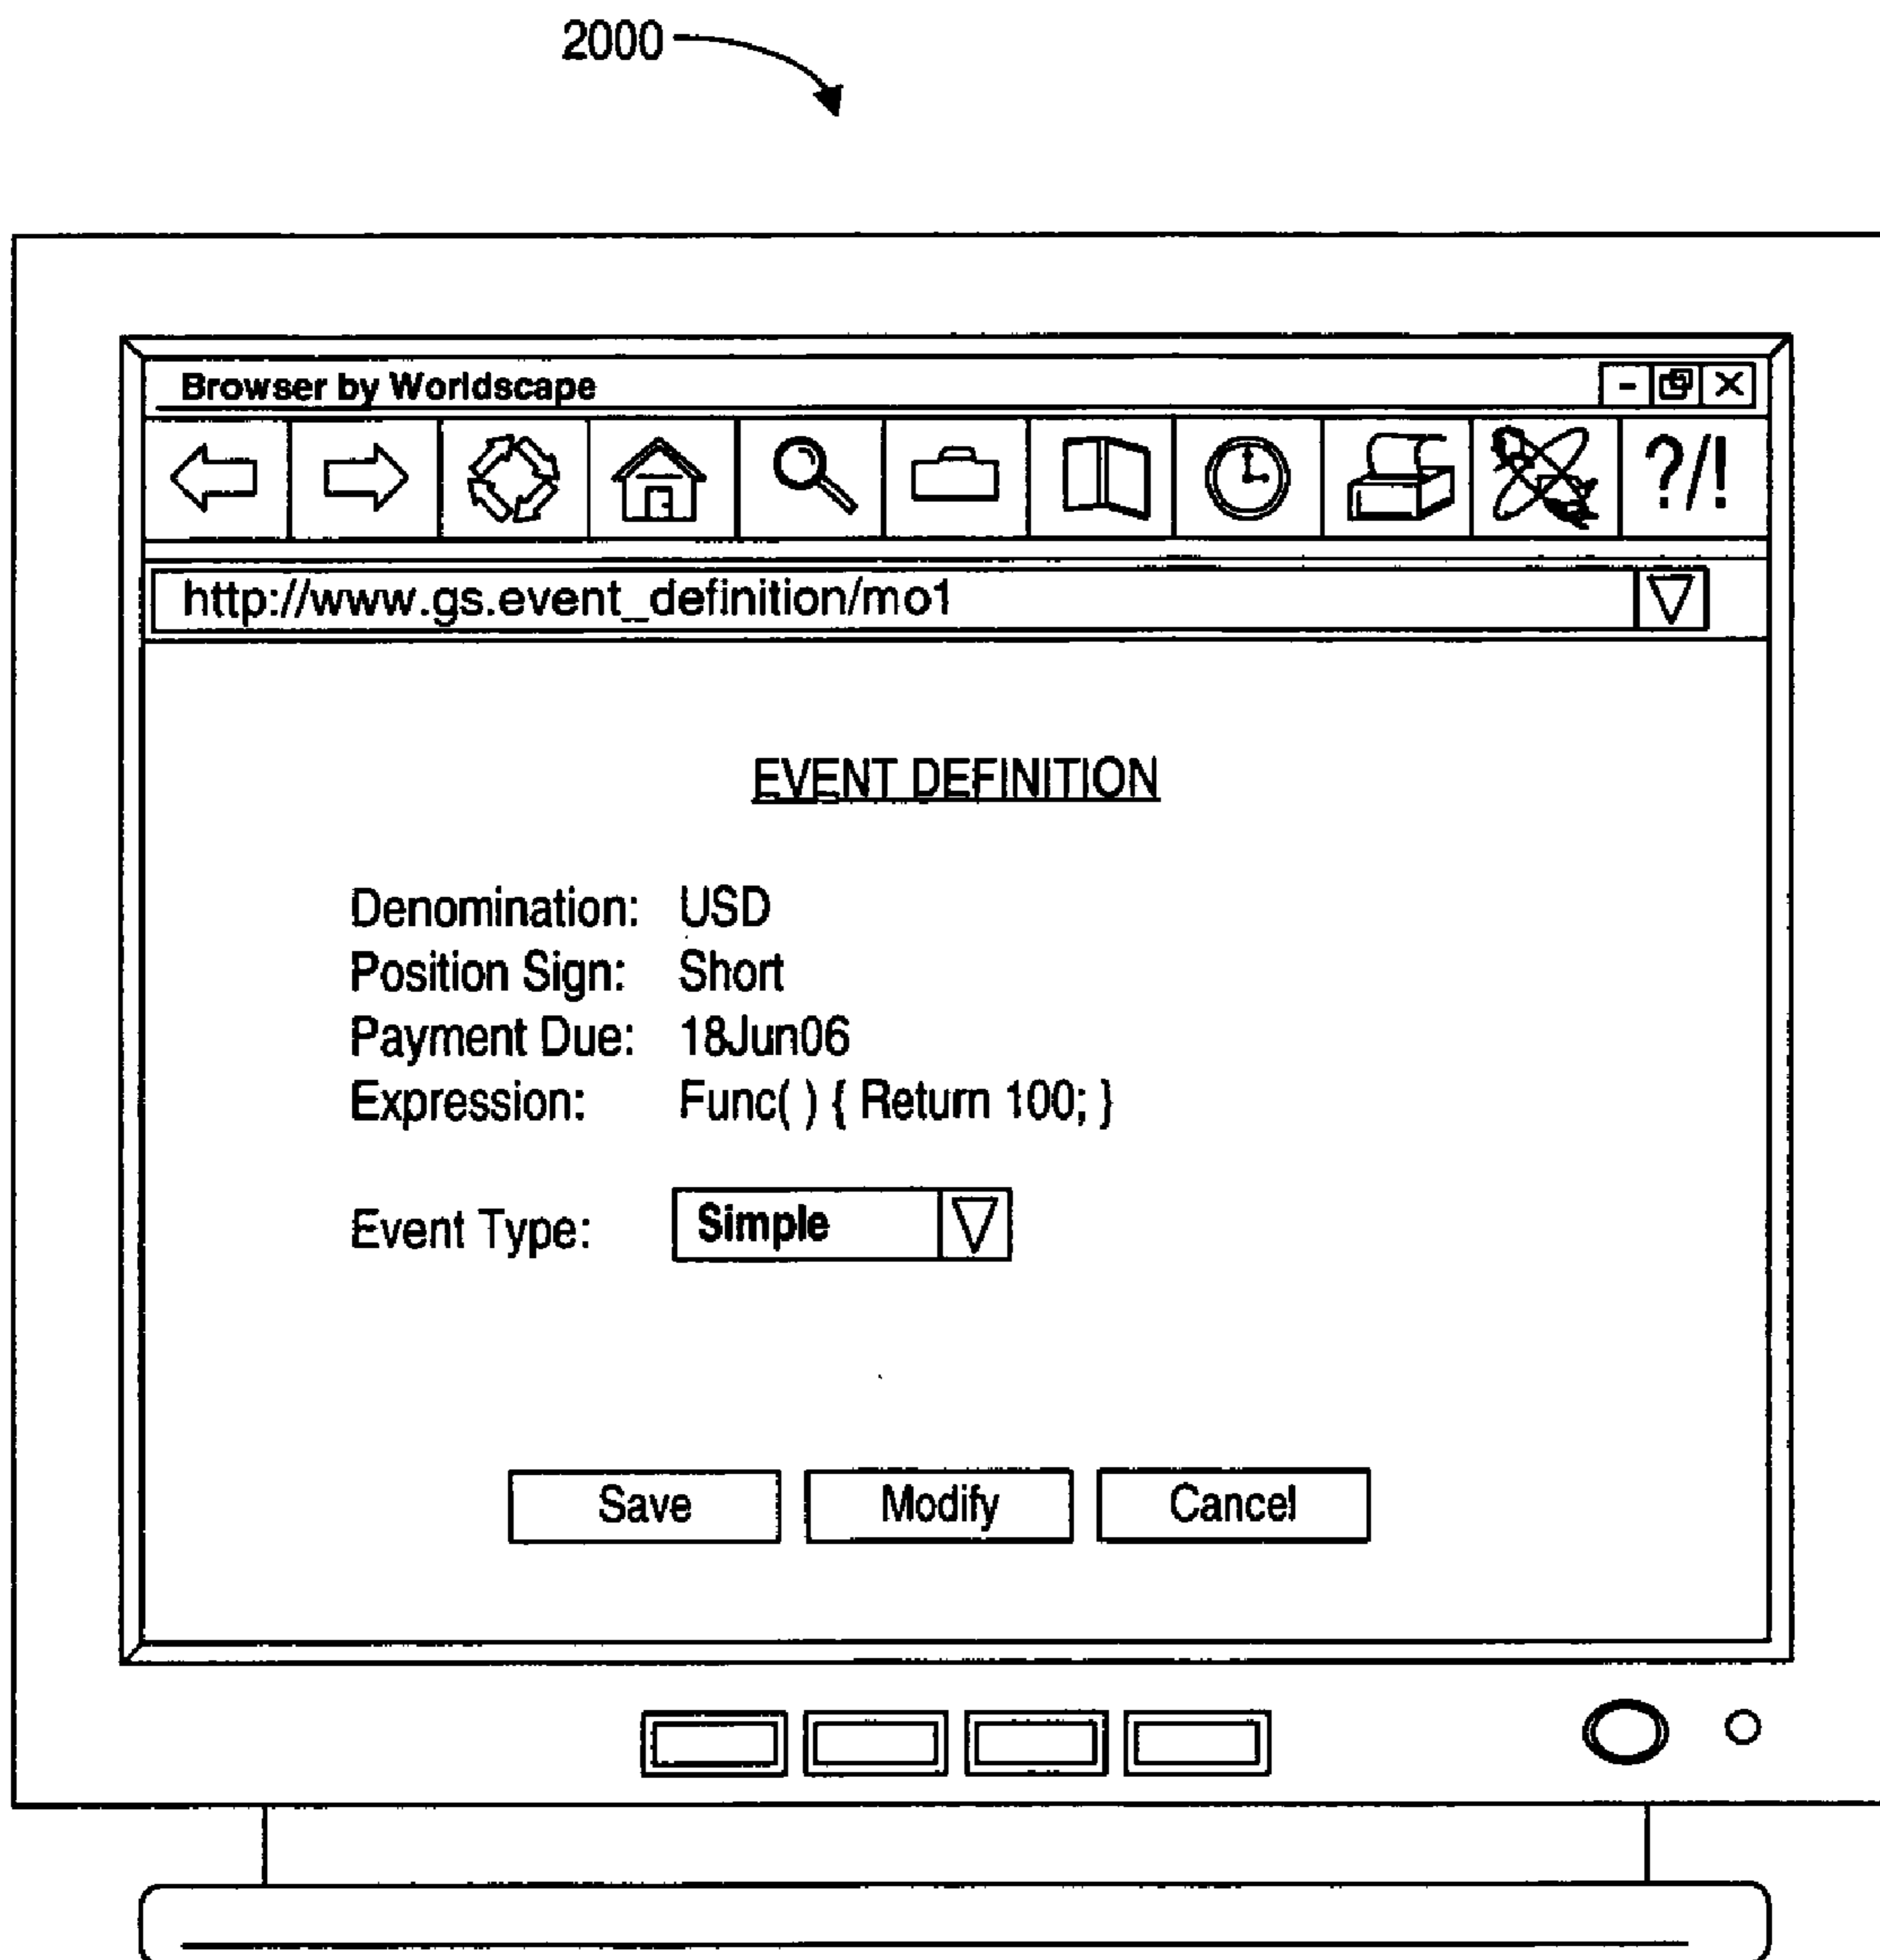 2000
Browser by Worldscape
?/!
http://www.gs.event_definition/mo1
EVENT DEFINITION
Denomination: USD
Position Sign: Short
Payment Due: 18Jun06
Expression: Func( ) { Return 100; }
Event Type: Simple
Save Modify Cancel